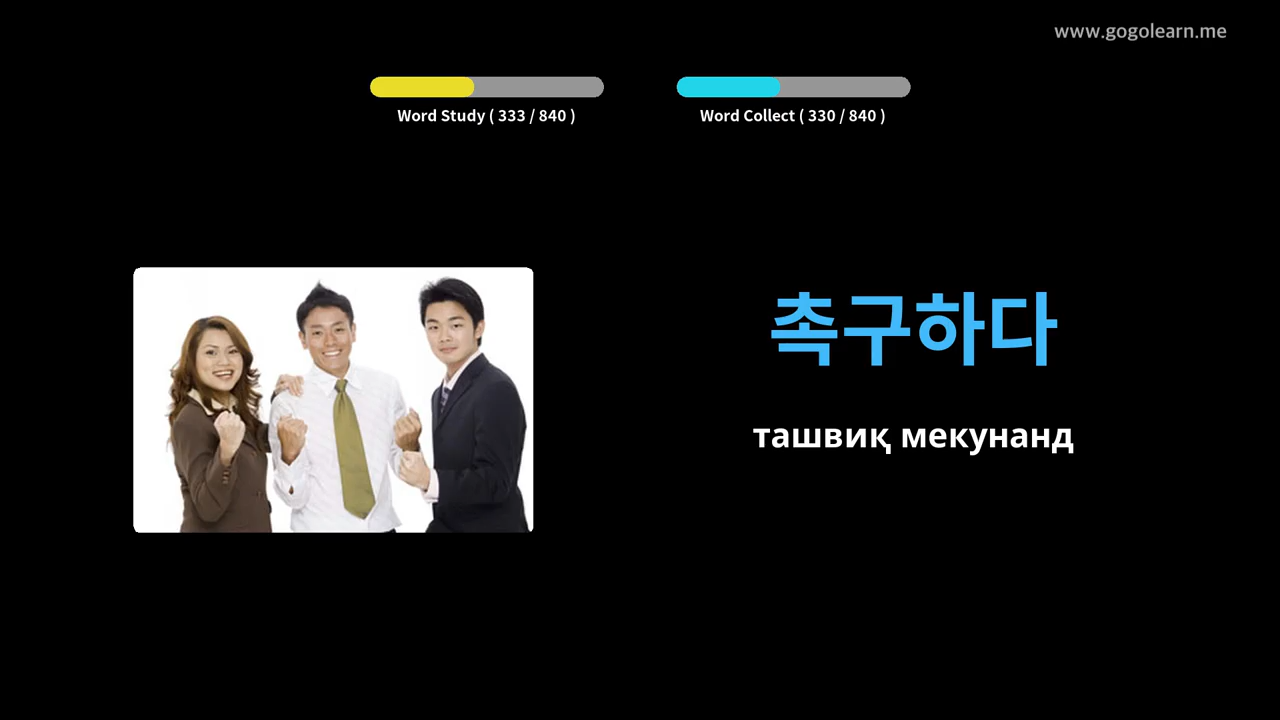 www.gogolearn.me
Word Study ( 333 / 840 )
Word Collect ( 330 / 840 )
촉구하다
ташвиқ мекунанд